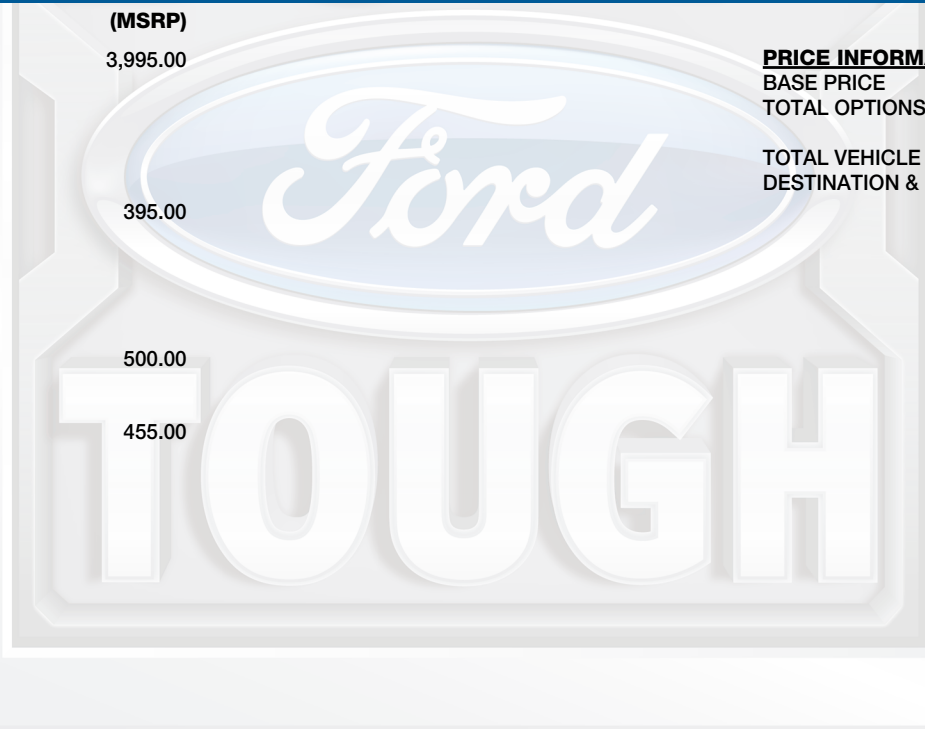 (MSRP)
3,995.00
395.00
500.00
455.00
PRICE INFORM
BASE PRICE
TOTAL OPTIONS
TOTAL VEHICLE
DESTINATION &
Ford
TOUGH